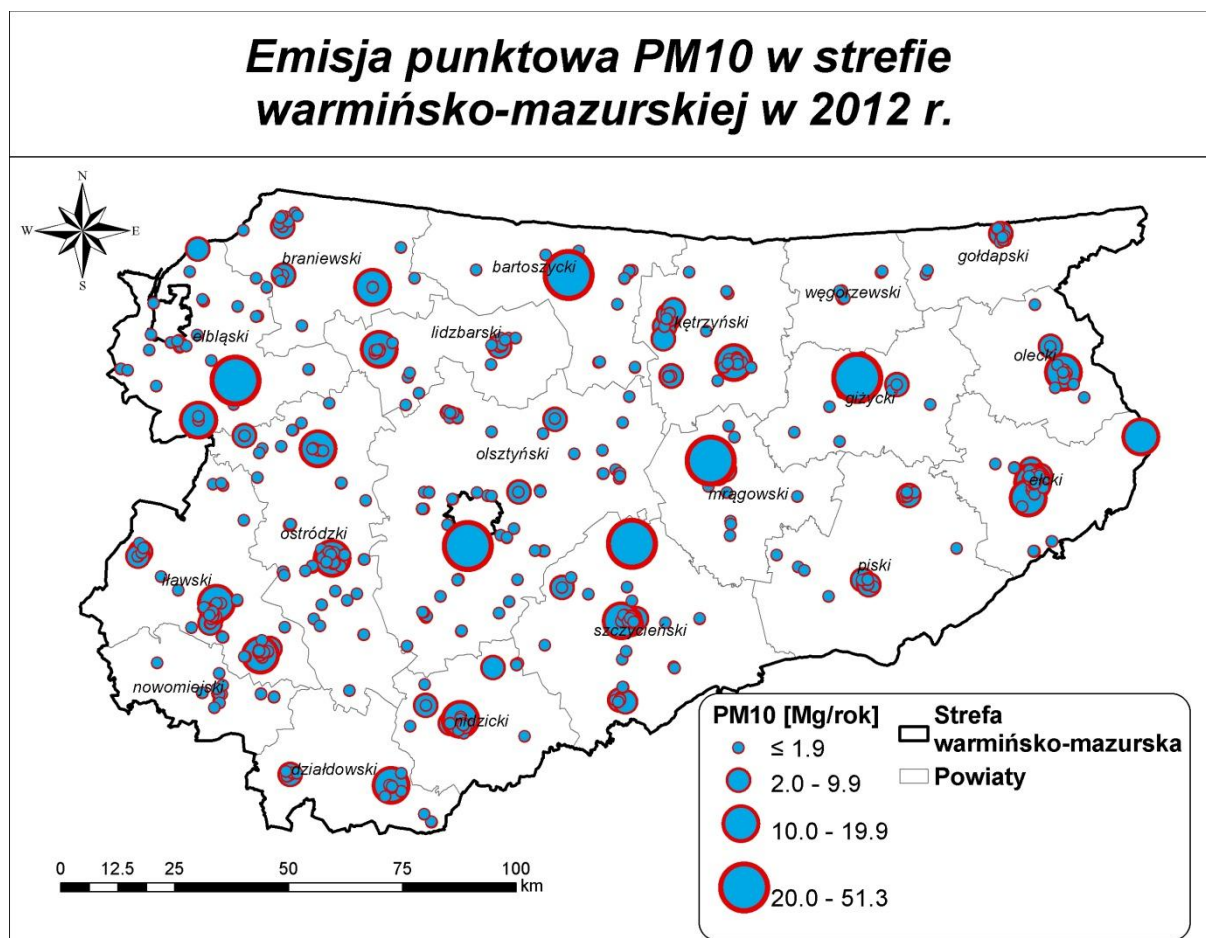 Emisja punktowa PM10 w strefie
warmińsko-mazurskiej w 2012 r.
N
W
E
S
gołdapski
braniewski
bartoszycki
węgorzewski
kętrzyński
lidzbarski
elbląski
olecki
giżycki
olsztyński
mrągowski
ełcki
ostródzki
piski
iławski
szczycieński
nowomiejski
nidzicki
działdowski
PM10 [Mg/rok]
≤ 1.9
2.0 - 9.9
10.0 - 19.9
20.0 - 51.3
Strefa
warmińsko-mazurska
Powiaty
0 12.5 25 50 75 100
km